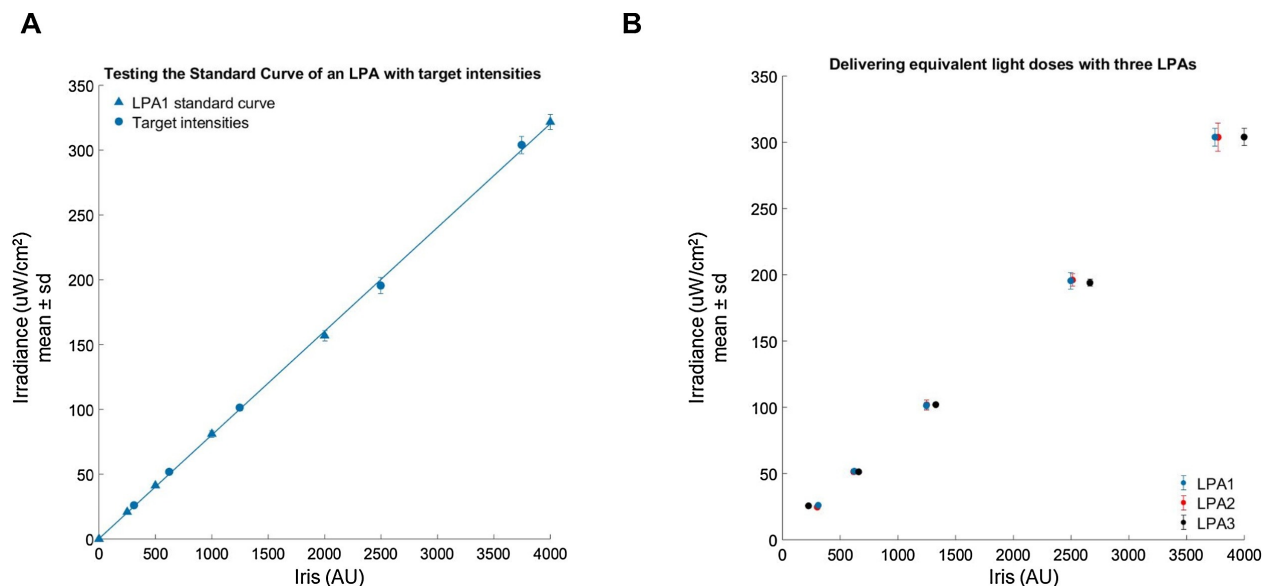 A
Testing the Standard Curve of an LPA with target intensities
LPA1 standard curve
Target intensities
350
300
250
200
150
100
50
0
Irradiance (uW/cm²)
mean ± sd
0 500 1000 1500 2000 2500 3000 3500 4000
Iris (AU)
B
Delivering equivalent light doses with three LPAs
350
300
250
200
150
100
50
0
Irradiance (uW/cm²)
mean ± sd
LPA1
LPA2
LPA3
0 500 1000 1500 2000 2500 3000 3500 4000
Iris (AU)